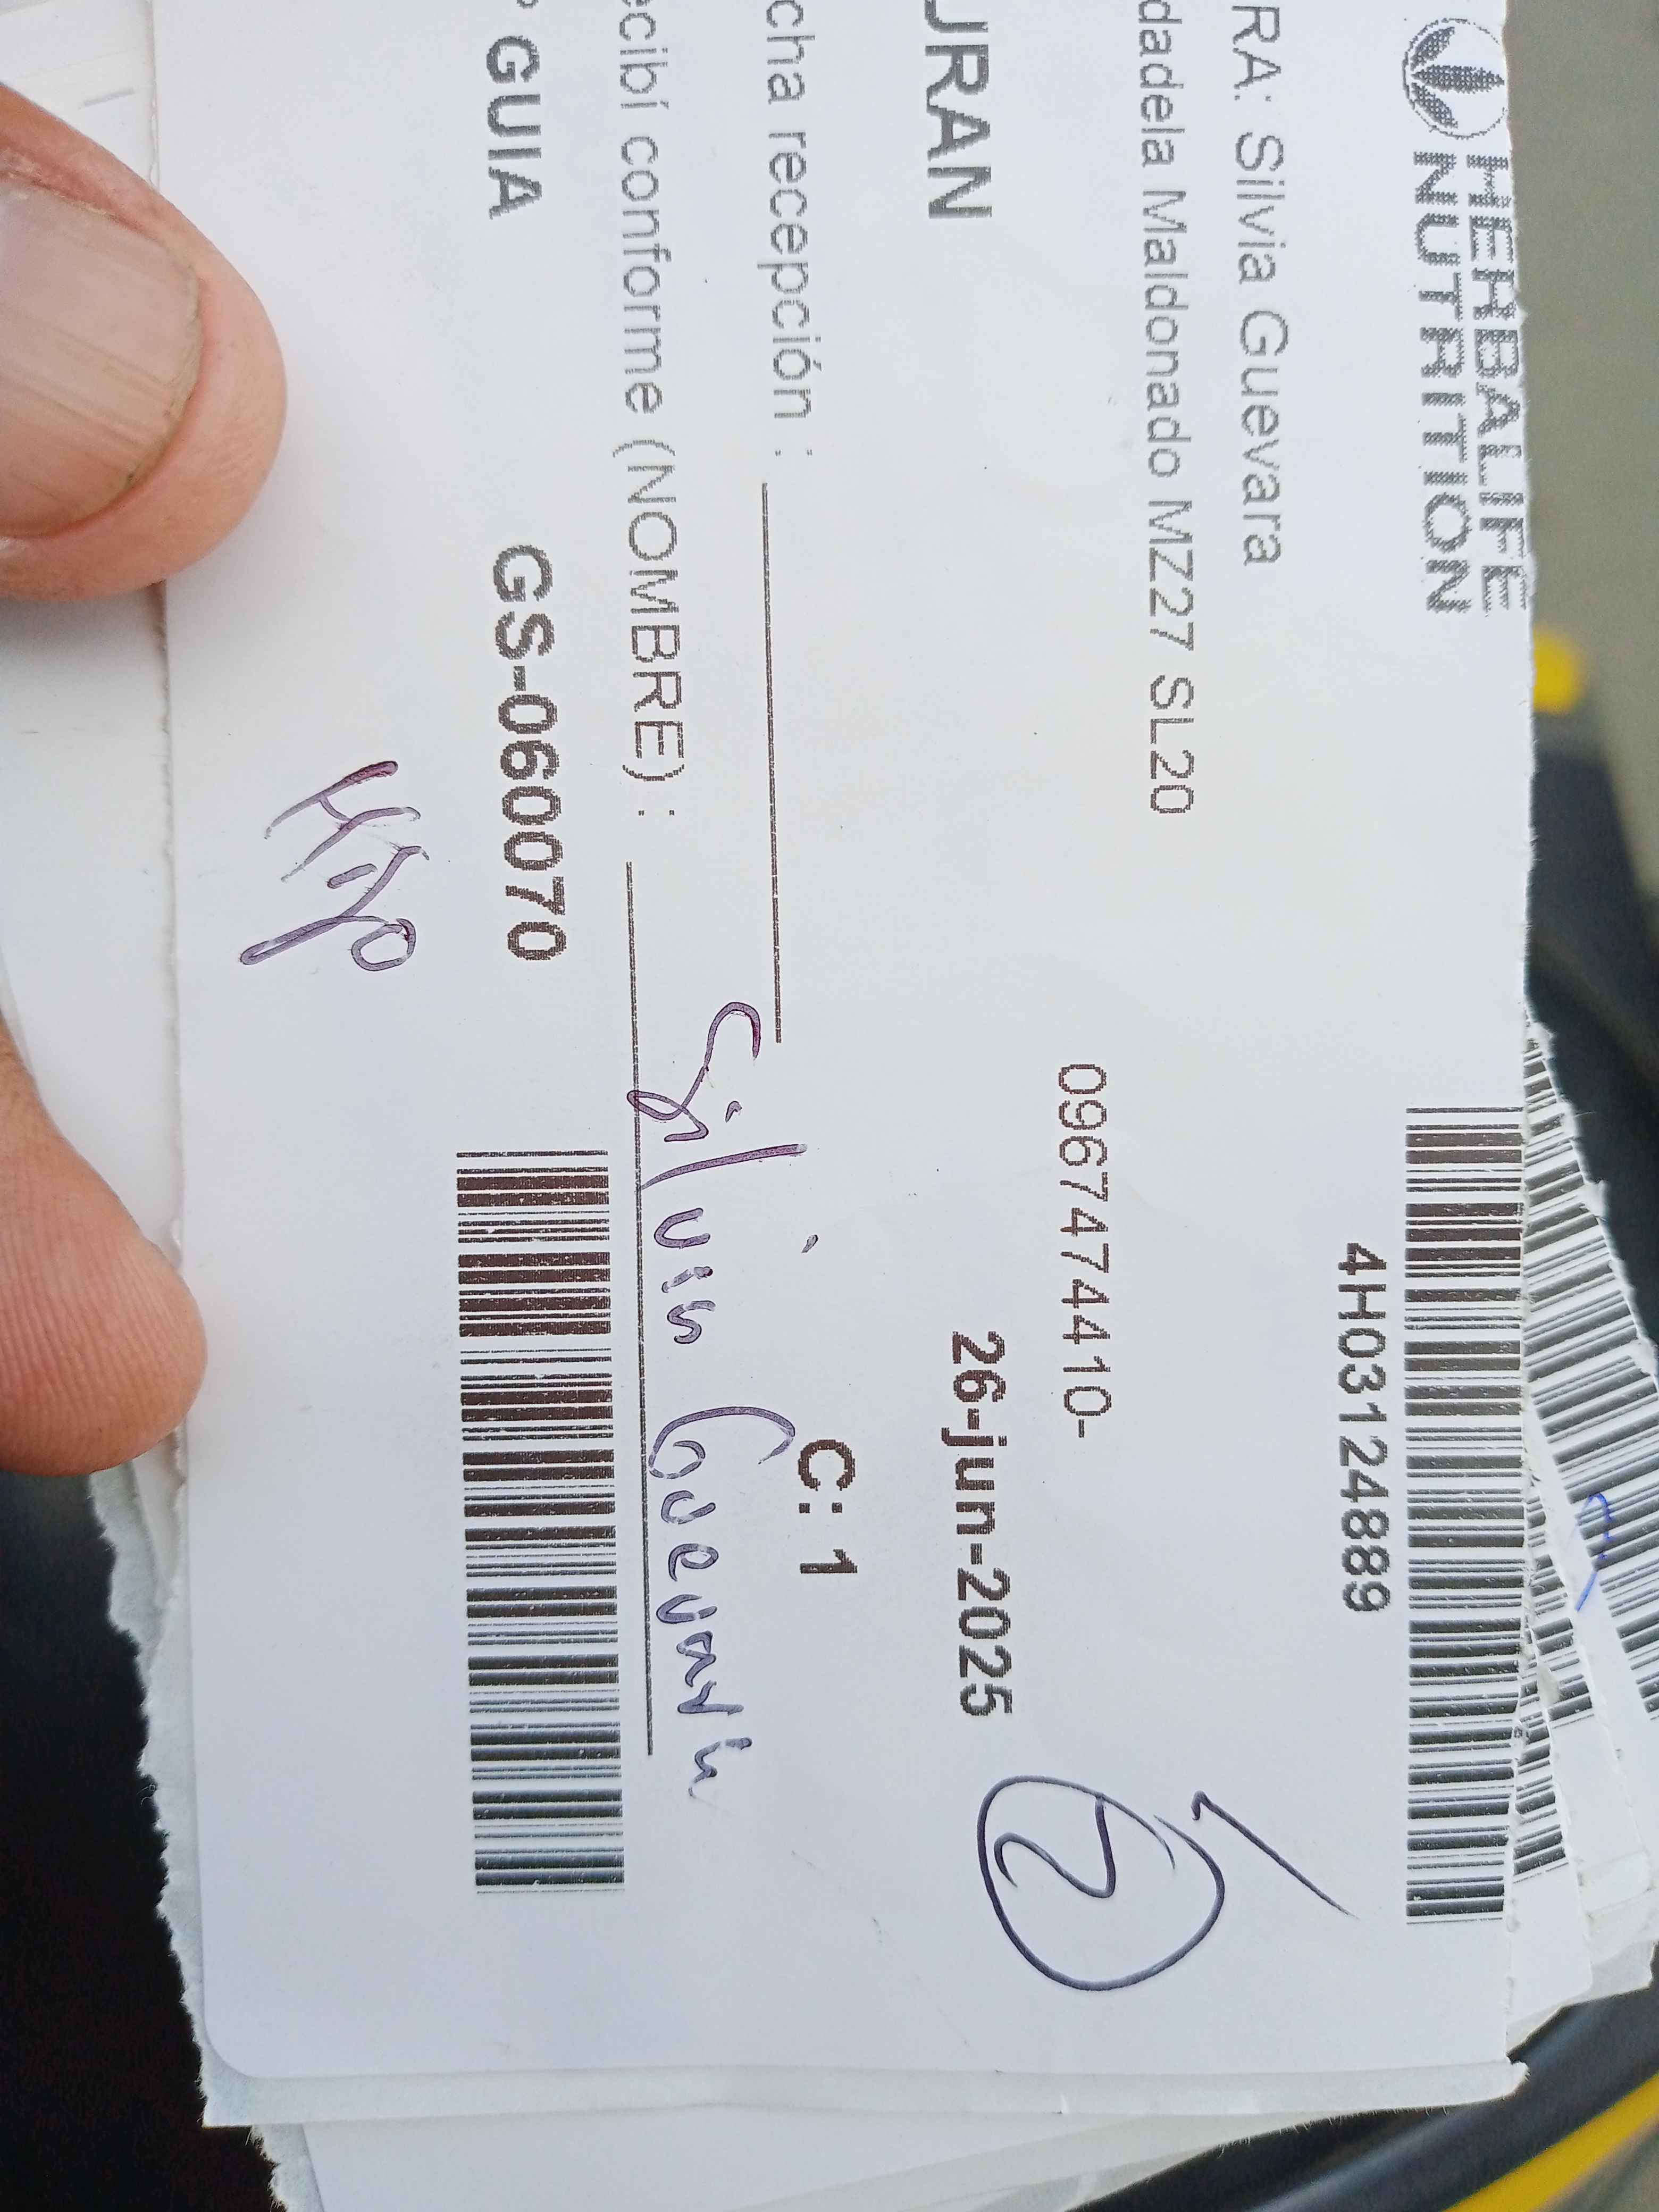 HERBALIFE
NUTRITION
4H03124889
RA: Silvia Guevara
dadela Maldonado MZ27 SL20
0967474410-
URAN
26-jun-2025
2
cha recepción :
C: 1
ecibí conforme (NOMBRE) :
Silvia Guevara
° GUIA
GS-060070